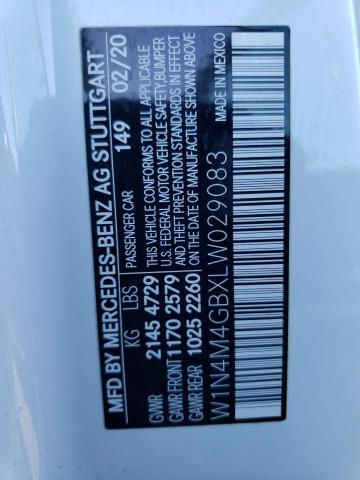 MFD BY MERCEDES-BENZ AG STUTTGART
KG LBS 149 02/20
GVWR 2145 4729 PASSENGER CAR
GAWR FRONT 1170 2579 THIS VEHICLE CONFORMS TO ALL APPLICABLE
U.S. FEDERAL MOTOR VEHICLE SAFETY, BUMPER
GAWR REAR 1025 2260 AND THEFT PREVENTION STANDARDS IN EFFECT
ON THE DATE OF MANUFACTURE SHOWN ABOVE
W1N4M4GBXLW029083 MADE IN MEXICO